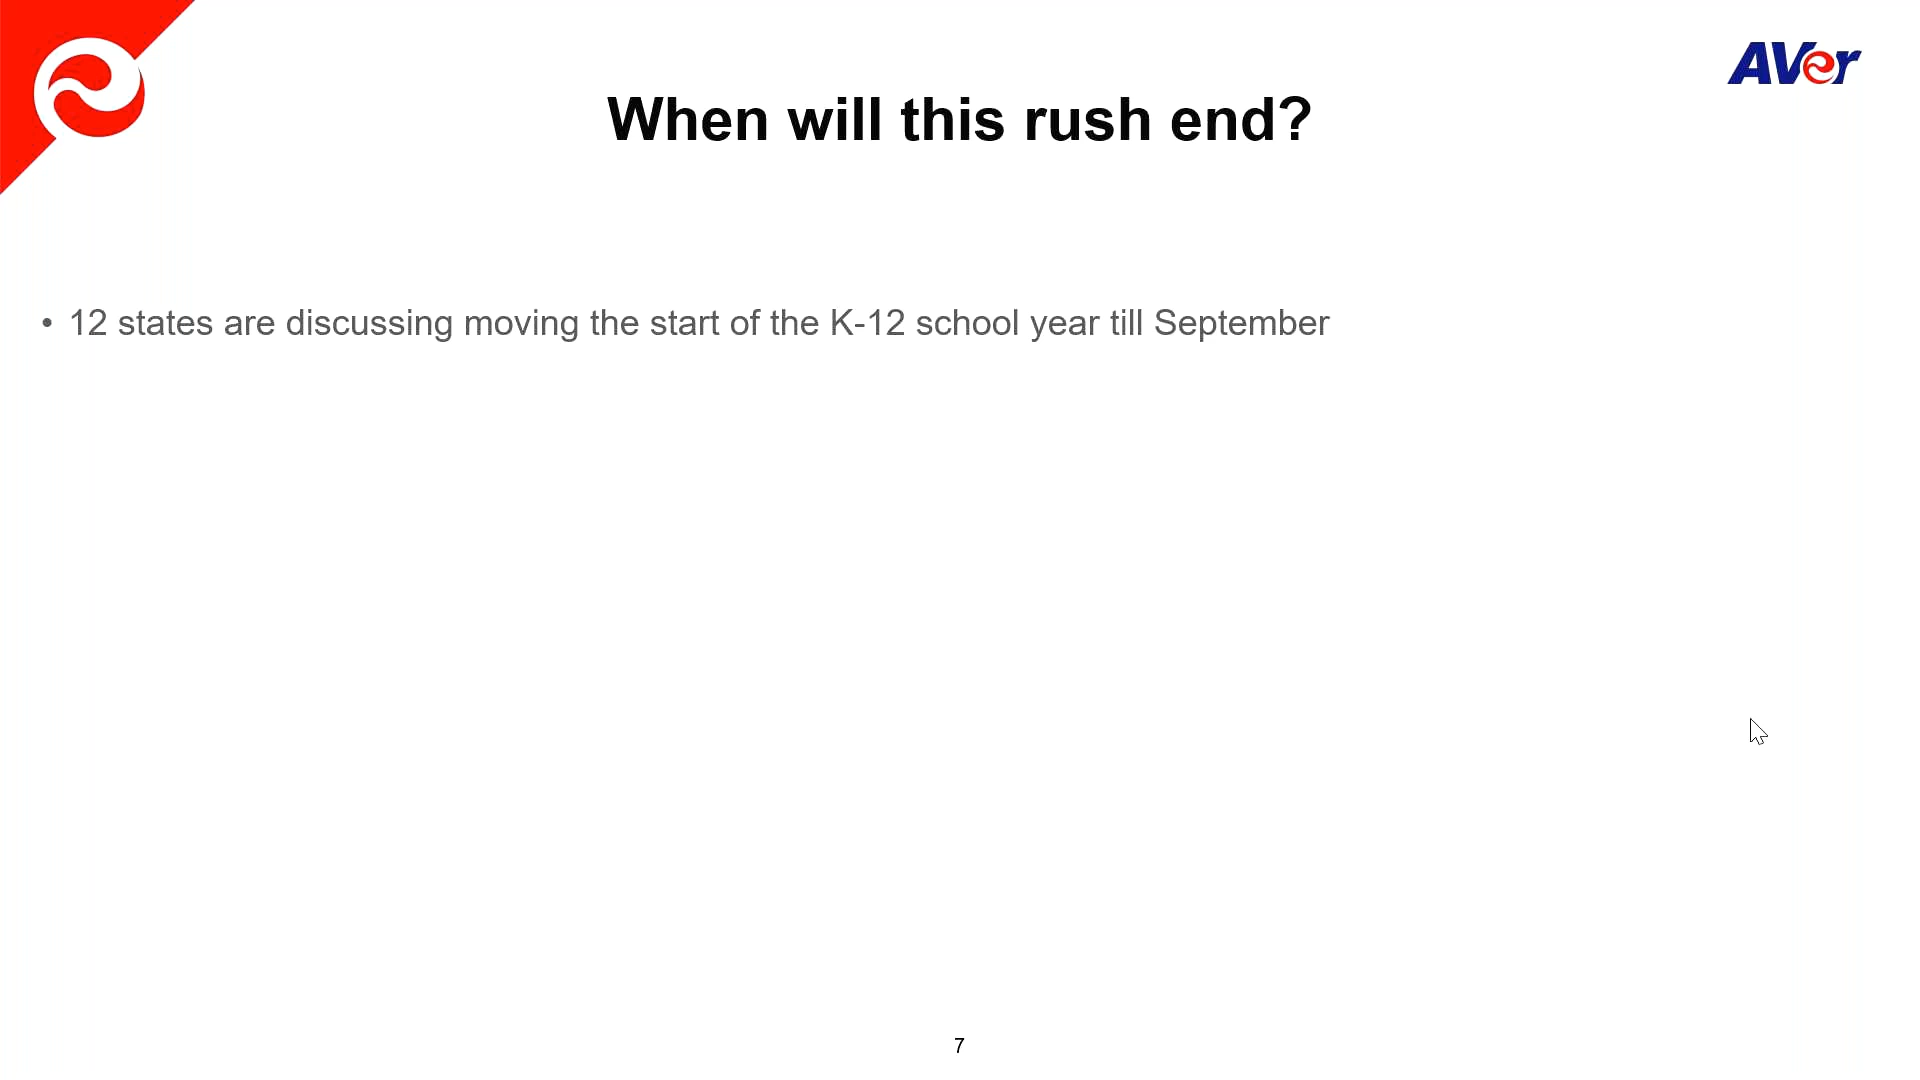 AVer
When will this rush end?
• 12 states are discussing moving the start of the K-12 school year till September
7